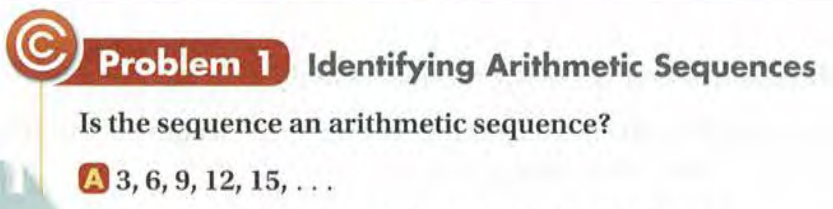 © Problem 1 Identifying Arithmetic Sequences
Is the sequence an arithmetic sequence?
A 3, 6, 9, 12, 15, . . .